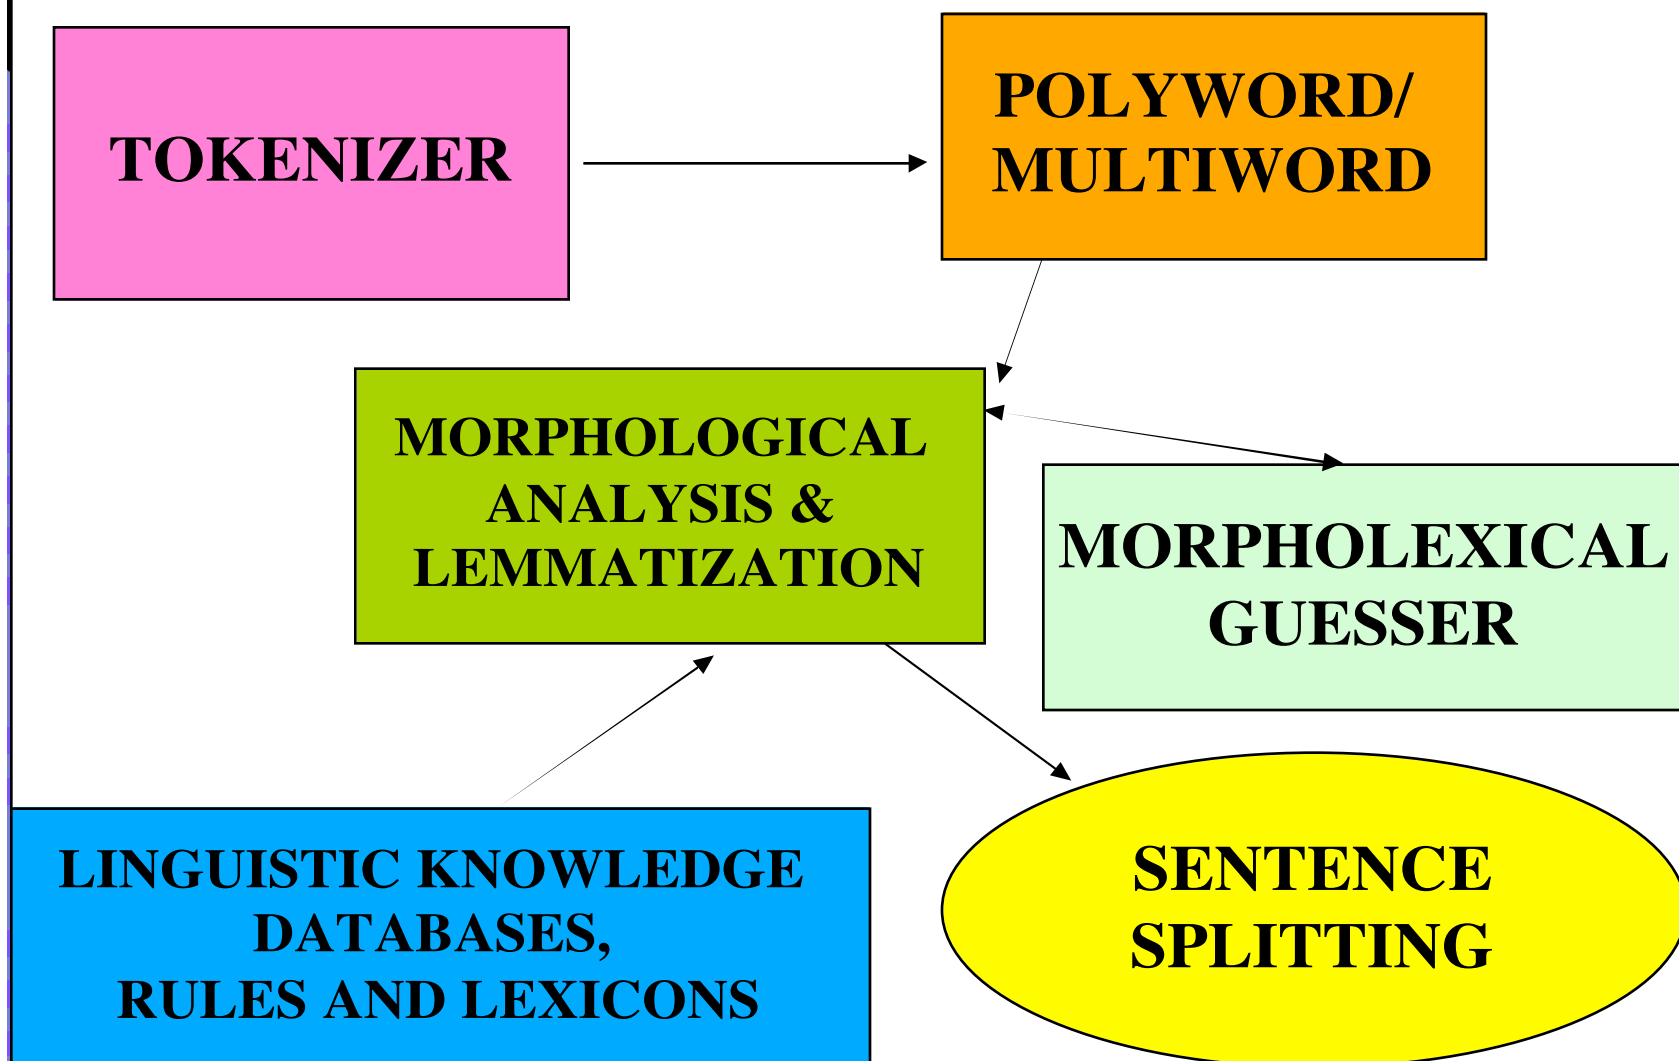 TOKENIZER
POLYWORD/
MULTIWORD
MORPHOLOGICAL
ANALYSIS &
LEMMATIZATION
MORPHOLEXICAL
GUESSER
LINGUISTIC KNOWLEDGE
DATABASES,
RULES AND LEXICONS
SENTENCE
SPLITTING